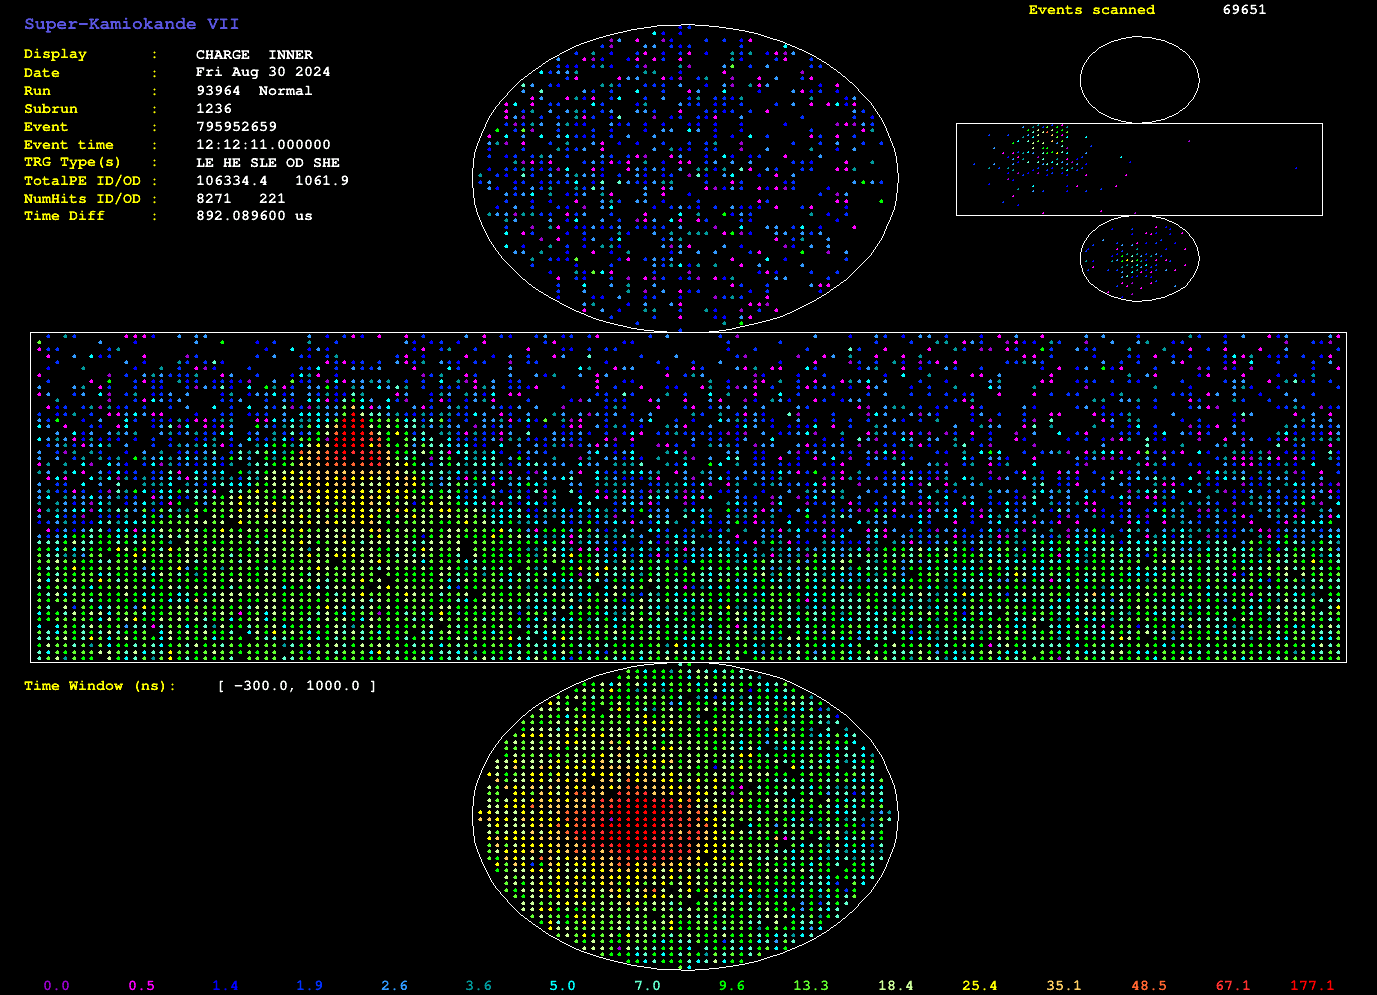 Super-Kamiokande VII
Events scanned 69651
Display : CHARGE INNER
Date : Fri Aug 30 2024
Run : 93964 Normal
Subrun : 1236
Event : 795952659
Event time : 12:12:11.000000
TRG Type(s) : LE HE SLE OD SHE
TotalPE ID/OD : 106334.4 1061.9
NumHits ID/OD : 8271 221
Time Diff : 892.089600 us
Time Window (ns): [ -300.0, 1000.0 ]
0.0 0.5 1.4 1.9 2.6 3.6 5.0 7.0 9.6 13.3 18.4 25.4 35.1 48.5 67.1 177.1